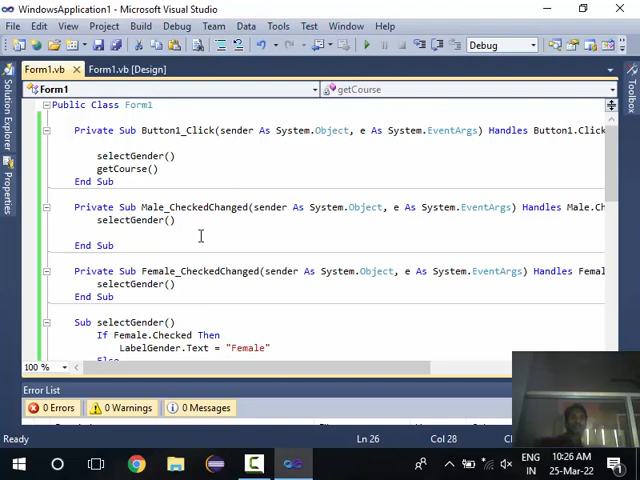 WindowsApplication1 - Microsoft Visual Studio
File Edit View Project Build Debug Team Data Tools Test Window Help
Debug
Form1.vb Form1.vb [Design]
Form1 getCourse
Solution Explorer
Properties
Toolbox
Public Class Form1
Private Sub Button1_Click(sender As System.Object, e As System.EventArgs) Handles Button1.Click
selectGender()
getCourse()
End Sub
Private Sub Male_CheckedChanged(sender As System.Object, e As System.EventArgs) Handles Male.Ch
selectGender()
End Sub
Private Sub Female_CheckedChanged(sender As System.Object, e As System.EventArgs) Handles Femal
selectGender()
End Sub
Sub selectGender()
If Female.Checked Then
LabelGender.Text = "Female"
Else
100 %
Error List
0 Errors 0 Warnings 0 Messages
Ready Ln 26 Col 28
ENG 10:26 AM
IN 25-Mar-22